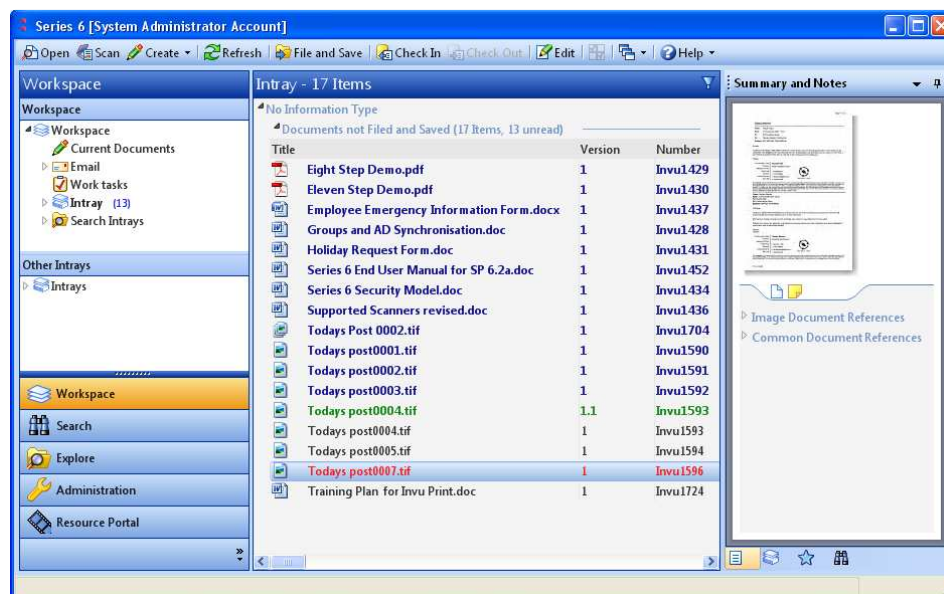 Series 6 [System Administrator Account]
Open Scan Create Refresh File and Save Check In Check Out Edit Help
Workspace
Workspace
Workspace
Current Documents
Email
Work tasks
Intray (13)
Search Intrays
Other Intrays
Intrays
Workspace
Search
Explore
Administration
Resource Portal
Intray - 17 Items
No Information Type
Documents not Filed and Saved (17 Items, 13 unread)
Title Version Number
Eight Step Demo.pdf 1 Invu1429
Eleven Step Demo.pdf 1 Invu1430
Employee Emergency Information Form.docx 1 Invu1437
Groups and AD Synchronisation.doc 1 Invu1428
Holiday Request Form.doc 1 Invu1431
Series 6 End User Manual for SP 6.2a.doc 1 Invu1452
Series 6 Security Model.doc 1 Invu1434
Supported Scanners revised.doc 1 Invu1436
Todays Post 0002.tif 1 Invu1704
Todays post0001.tif 1 Invu1590
Todays post0002.tif 1 Invu1591
Todays post0003.tif 1 Invu1592
Todays post0004.tif 1.1 Invu1593
Todays post0004.tif 1 Invu1593
Todays post0005.tif 1 Invu1594
Todays post0007.tif 1 Invu1596
Training Plan for Invu Print.doc 1 Invu1724
Summary and Notes
Image Document References
Common Document References